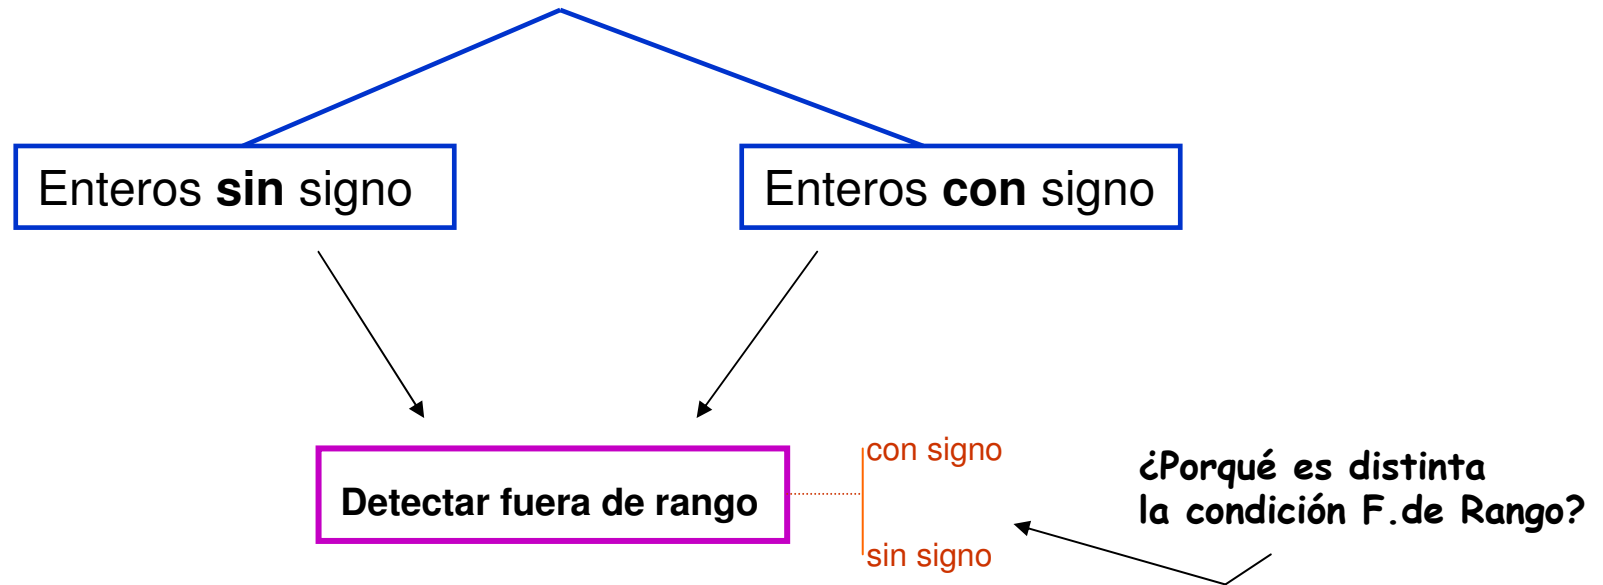 Enteros sin signo
Enteros con signo
Detectar fuera de rango
con signo
sin signo
¿Porqué es distinta
la condición F.de Rango?